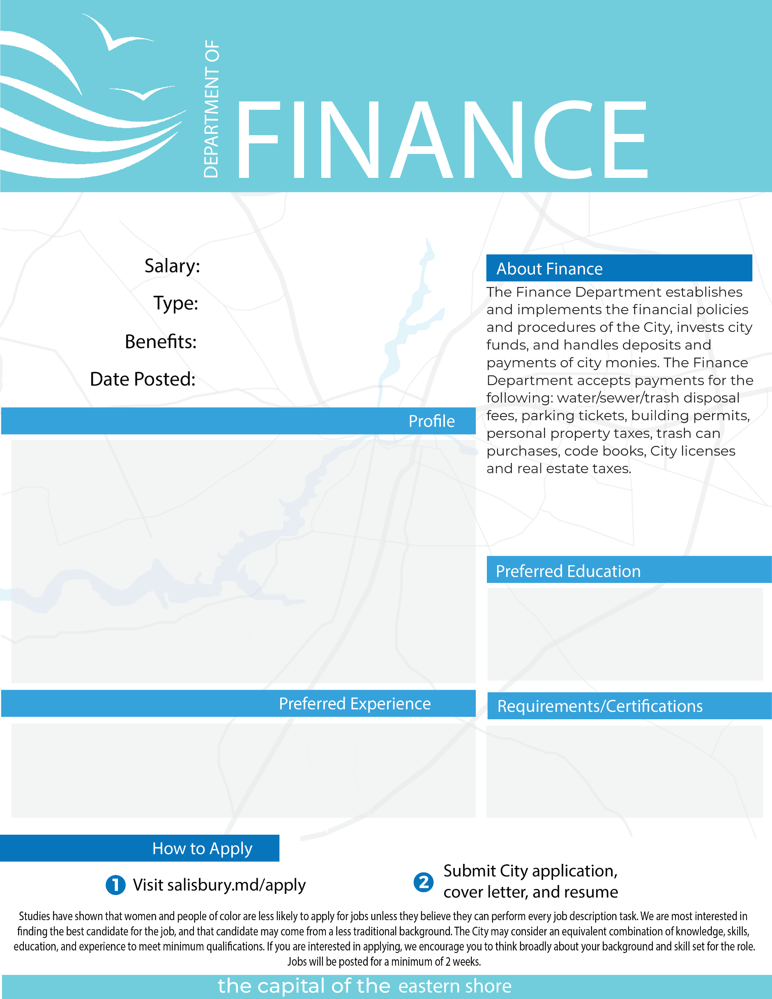 DEPARTMENT OF
FINANCE
Salary:
Type:
Benefits:
Date Posted:
About Finance
The Finance Department establishes
and implements the financial policies
and procedures of the City, invests city
funds, and handles deposits and
payments of city monies. The Finance
Department accepts payments for the
following: water/sewer/trash disposal
fees, parking tickets, building permits,
personal property taxes, trash can
purchases, code books, City licenses
and real estate taxes.
Profile
Preferred Education
Preferred Experience
Requirements/Certifications
How to Apply
1 Visit salisbury.md/apply
2 Submit City application,
cover letter, and resume
Studies have shown that women and people of color are less likely to apply for jobs unless they believe they can perform every job description task. We are most interested in
finding the best candidate for the job, and that candidate may come from a less traditional background. The City may consider an equivalent combination of knowledge, skills,
education, and experience to meet minimum qualifications. If you are interested in applying, we encourage you to think broadly about your background and skill set for the role.
Jobs will be posted for a minimum of 2 weeks.
the capital of the eastern shore